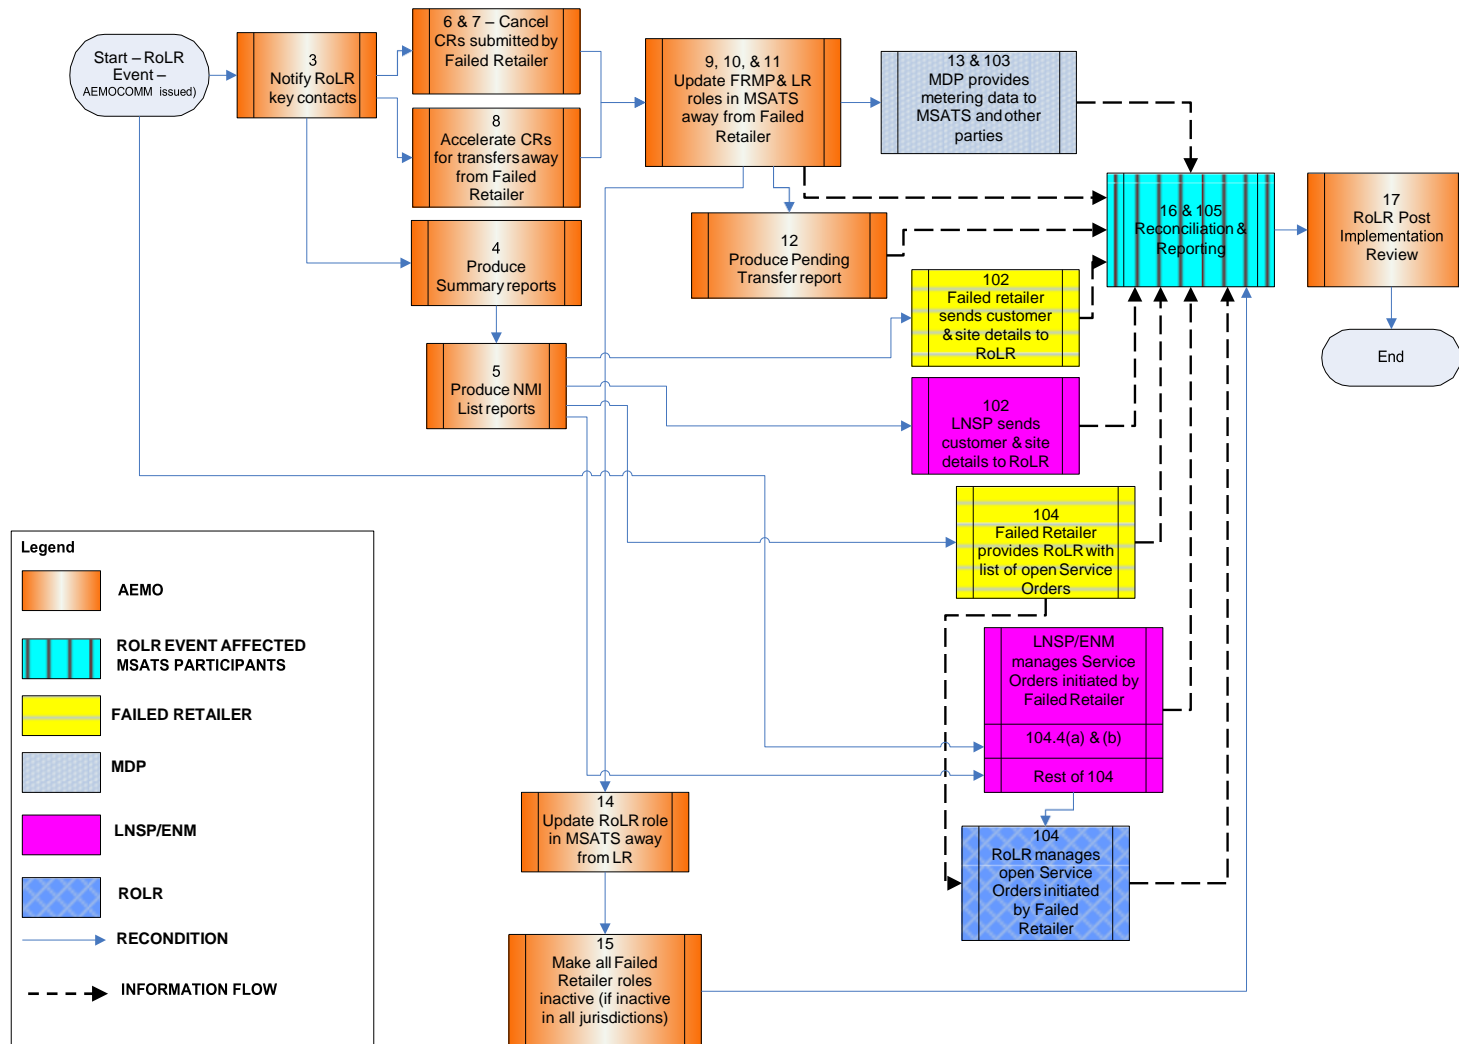 Start – RoLR
Event –
AEMOCOMM issued)
3
Notify RoLR
key contacts
6 & 7 – Cancel
CRs submitted by
Failed Retailer
8
Accelerate CRs
for transfers away
from Failed
Retailer
9, 10, & 11
Update FRMP & LR
roles in MSATS
away from Failed
Retailer
13 & 103
MDP provides
metering data to
MSATS and other
parties
4
Produce
Summary reports
12
Produce Pending
Transfer report
16 & 105
Reconciliation &
Reporting
17
RoLR Post
Implementation
Review
End
5
Produce NMI
List reports
102
Failed retailer
sends customer
& site details to
RoLR
102
LNSP sends
customer & site
details to RoLR
104
Failed Retailer
provides RoLR with
list of open Service
Orders
LNSP/ENM
manages Service
Orders initiated by
Failed Retailer
104.4(a) & (b)
Rest of 104
104
RoLR manages
open Service
Orders initiated
by Failed
Retailer
14
Update RoLR role
in MSATS away
from LR
15
Make all Failed
Retailer roles
inactive (if inactive
in all jurisdictions)
Legend
AEMO
ROLR EVENT AFFECTED
MSATS PARTICIPANTS
FAILED RETAILER
MDP
LNSP/ENM
ROLR
RECONDITION
INFORMATION FLOW